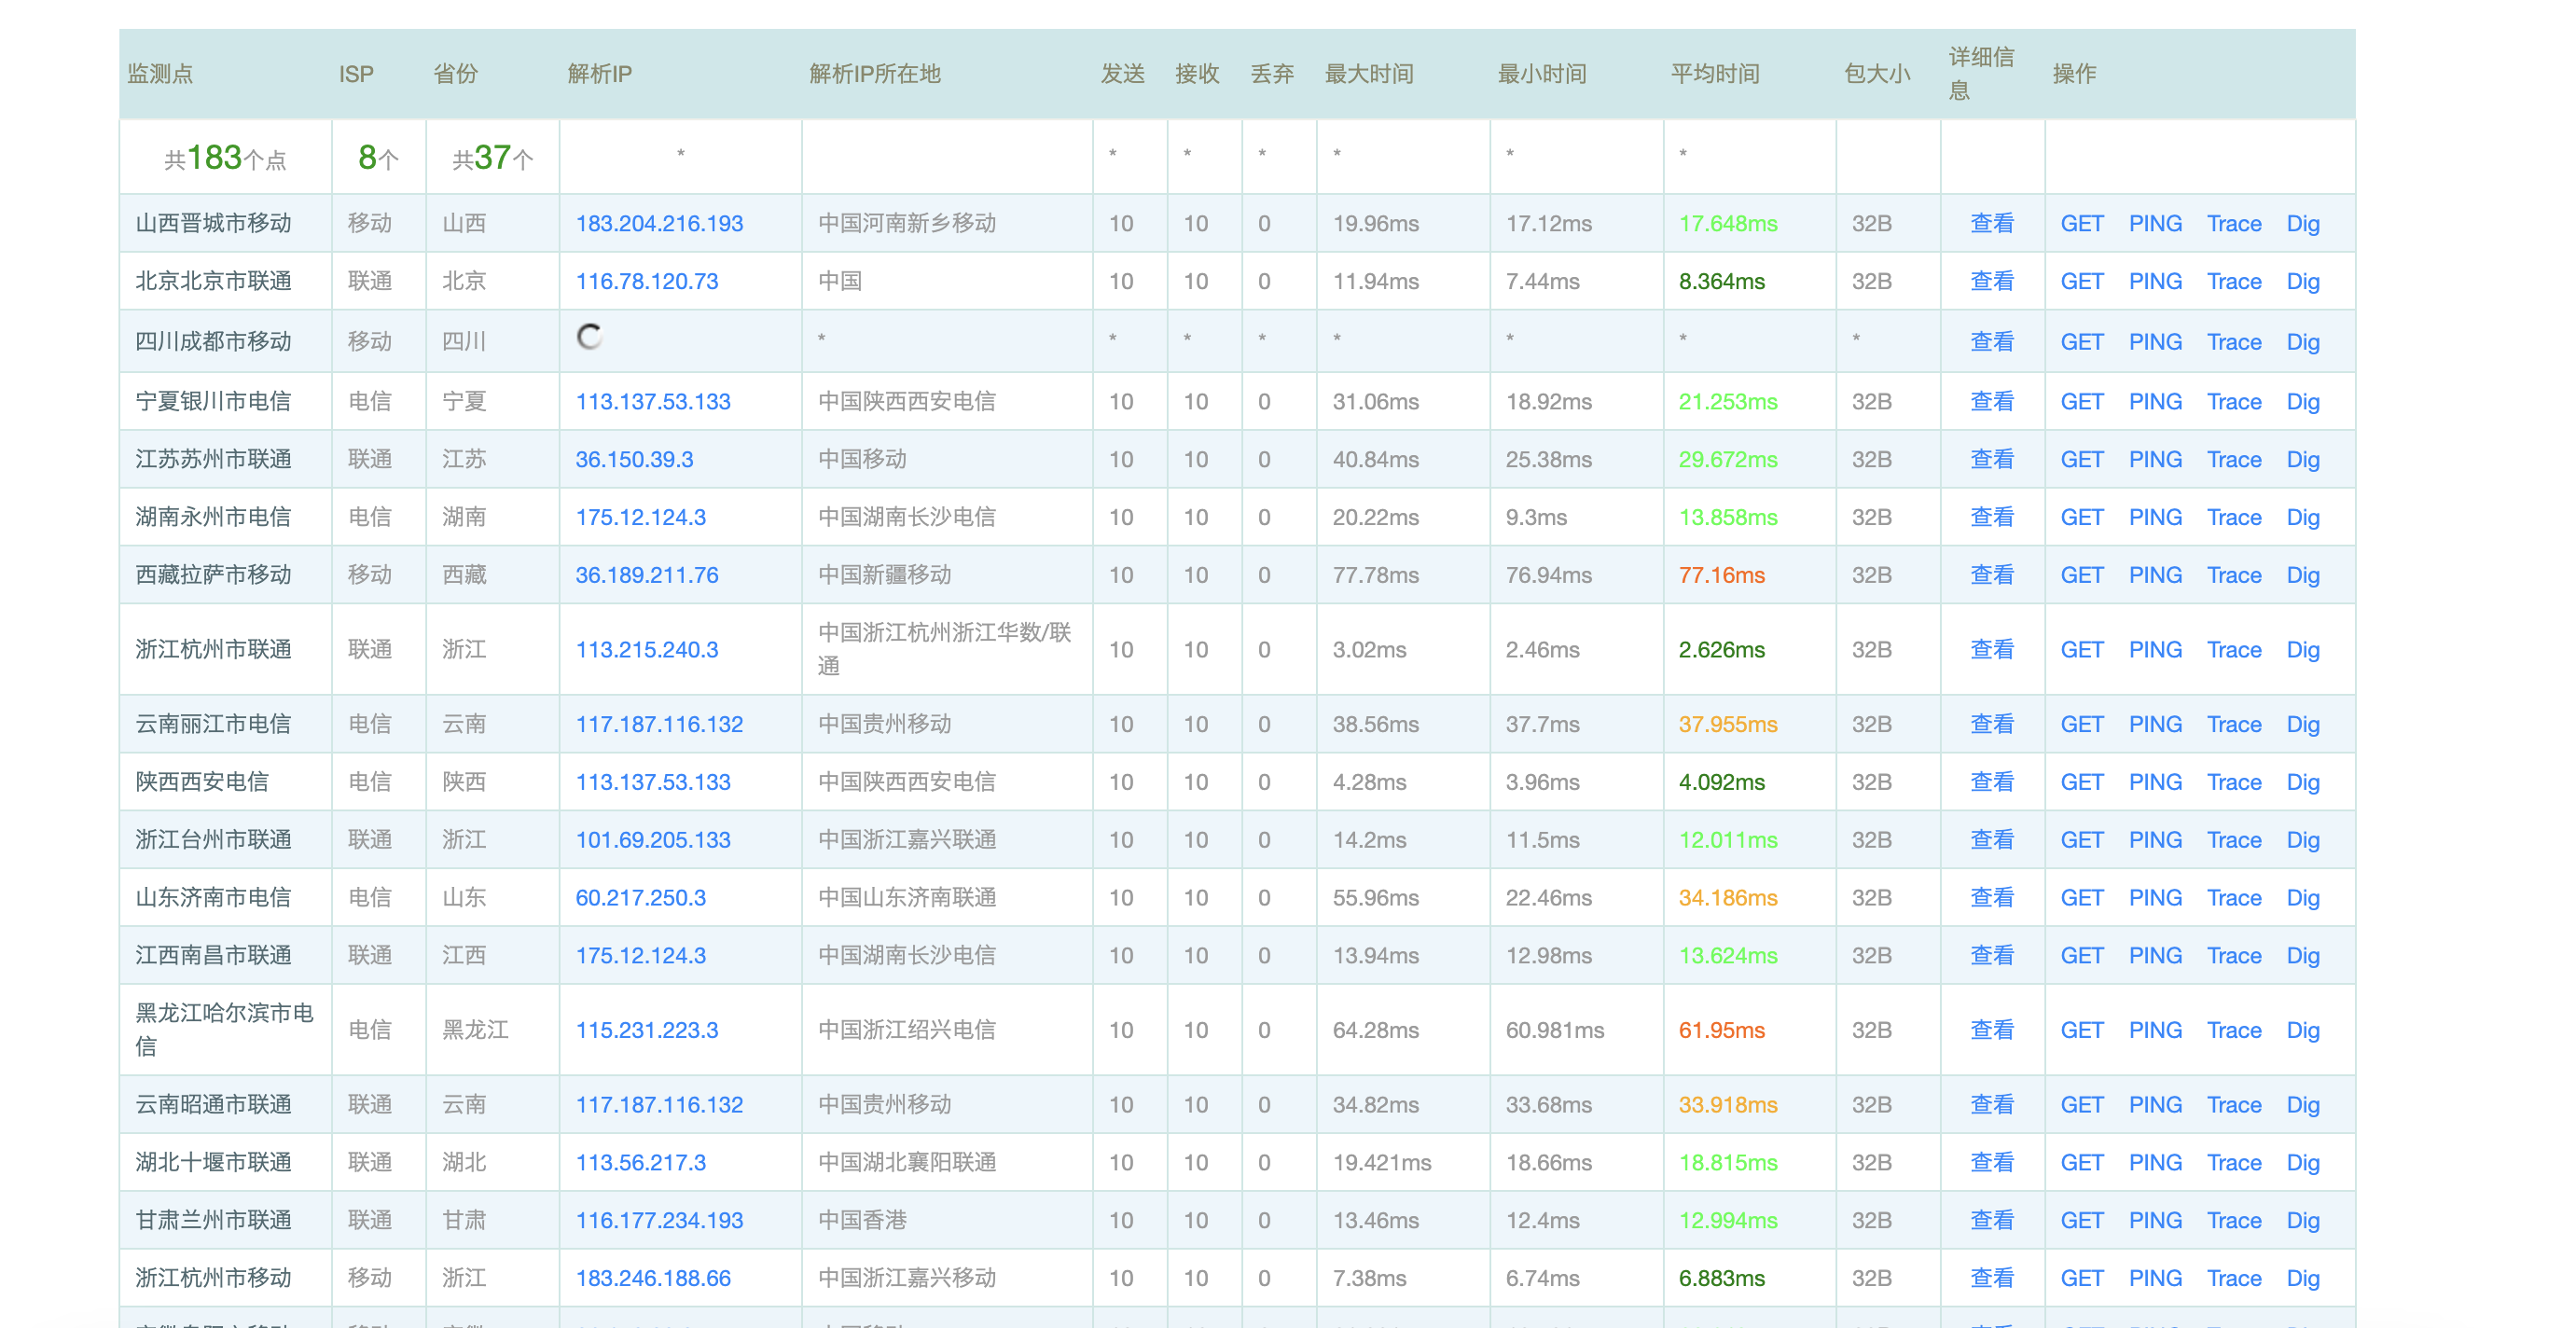 监测点 ISP 省份 解析IP 解析IP所在地 发送 接收 丢弃 最大时间 最小时间 平均时间 包大小 详细信
息 操作
共183个点 8个 共37个 * * * * * * *
山西晋城市移动 移动 山西 183.204.216.193 中国河南新乡移动 10 10 0 19.96ms 17.12ms 17.648ms 32B 查看 GET PING Trace Dig
北京北京市联通 联通 北京 116.78.120.73 中国 10 10 0 11.94ms 7.44ms 8.364ms 32B 查看 GET PING Trace Dig
四川成都市移动 移动 四川 * * * * * * * * 查看 GET PING Trace Dig
宁夏银川市电信 电信 宁夏 113.137.53.133 中国陕西西安电信 10 10 0 31.06ms 18.92ms 21.253ms 32B 查看 GET PING Trace Dig
江苏苏州市联通 联通 江苏 36.150.39.3 中国移动 10 10 0 40.84ms 25.38ms 29.672ms 32B 查看 GET PING Trace Dig
湖南永州市电信 电信 湖南 175.12.124.3 中国湖南长沙电信 10 10 0 20.22ms 9.3ms 13.858ms 32B 查看 GET PING Trace Dig
西藏拉萨市移动 移动 西藏 36.189.211.76 中国新疆移动 10 10 0 77.78ms 76.94ms 77.16ms 32B 查看 GET PING Trace Dig
浙江杭州市联通 联通 浙江 113.215.240.3 中国浙江杭州浙江华数/联
通 10 10 0 3.02ms 2.46ms 2.626ms 32B 查看 GET PING Trace Dig
云南丽江市电信 电信 云南 117.187.116.132 中国贵州移动 10 10 0 38.56ms 37.7ms 37.955ms 32B 查看 GET PING Trace Dig
陕西西安电信 电信 陕西 113.137.53.133 中国陕西西安电信 10 10 0 4.28ms 3.96ms 4.092ms 32B 查看 GET PING Trace Dig
浙江台州市联通 联通 浙江 101.69.205.133 中国浙江嘉兴联通 10 10 0 14.2ms 11.5ms 12.011ms 32B 查看 GET PING Trace Dig
山东济南市电信 电信 山东 60.217.250.3 中国山东济南联通 10 10 0 55.96ms 22.46ms 34.186ms 32B 查看 GET PING Trace Dig
江西南昌市联通 联通 江西 175.12.124.3 中国湖南长沙电信 10 10 0 13.94ms 12.98ms 13.624ms 32B 查看 GET PING Trace Dig
黑龙江哈尔滨市电
信 电信 黑龙江 115.231.223.3 中国浙江绍兴电信 10 10 0 64.28ms 60.981ms 61.95ms 32B 查看 GET PING Trace Dig
云南昭通市联通 联通 云南 117.187.116.132 中国贵州移动 10 10 0 34.82ms 33.68ms 33.918ms 32B 查看 GET PING Trace Dig
湖北十堰市联通 联通 湖北 113.56.217.3 中国湖北襄阳联通 10 10 0 19.421ms 18.66ms 18.815ms 32B 查看 GET PING Trace Dig
甘肃兰州市联通 联通 甘肃 116.177.234.193 中国香港 10 10 0 13.46ms 12.4ms 12.994ms 32B 查看 GET PING Trace Dig
浙江杭州市移动 移动 浙江 183.246.188.66 中国浙江嘉兴移动 10 10 0 7.38ms 6.74ms 6.883ms 32B 查看 GET PING Trace Dig